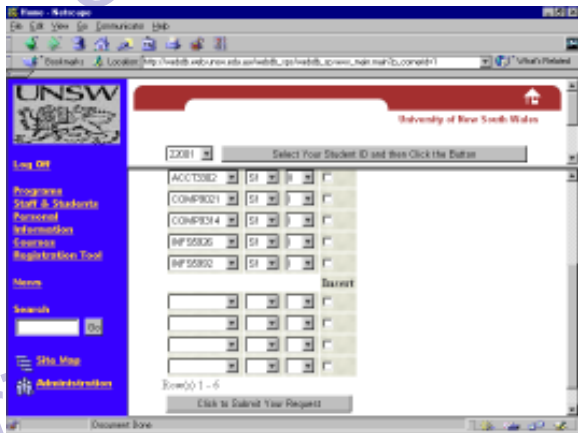 Home - Netscape
File Edit View Go Communicator Help
Bookmarks Location:
What's Related
UNSW
University of New South Wales
22001 Select Your Student ID and then Click the Button
Log Off
Programs
Staff & Students
Personal
Information
Courses
Registration Tool
News
Search
Go
Site Map
Administration
ACCT3302 S1
COMP9021 S1
COMP9314 S1
INFS5926 S1
INFS5992 S1
Insert
Row(s) 1 - 6
Click to Submit Your Request
Document Done